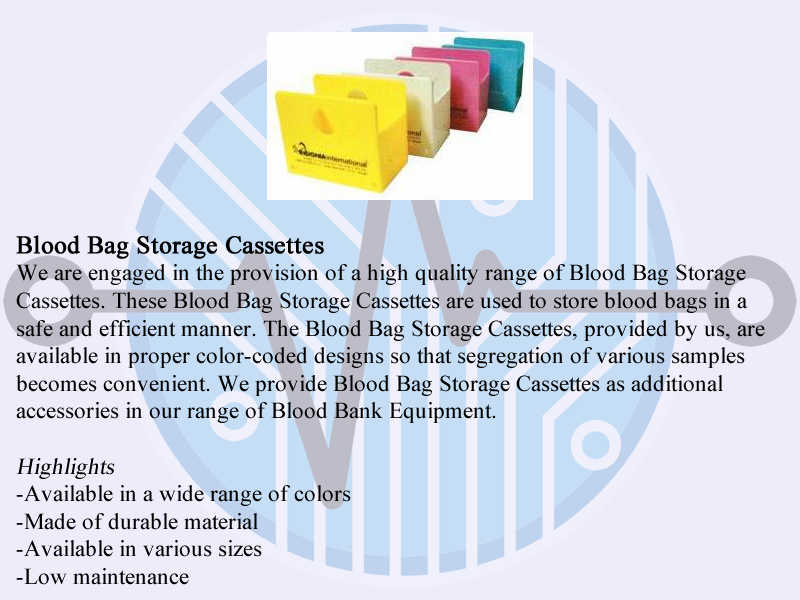 INSIGNIA international
Blood Bag Storage Cassettes
We are engaged in the provision of a high quality range of Blood Bag Storage
Cassettes. These Blood Bag Storage Cassettes are used to store blood bags in a
safe and efficient manner. The Blood Bag Storage Cassettes, provided by us, are
available in proper color-coded designs so that segregation of various samples
becomes convenient. We provide Blood Bag Storage Cassettes as additional
accessories in our range of Blood Bank Equipment.
Highlights
-Available in a wide range of colors
-Made of durable material
-Available in various sizes
-Low maintenance